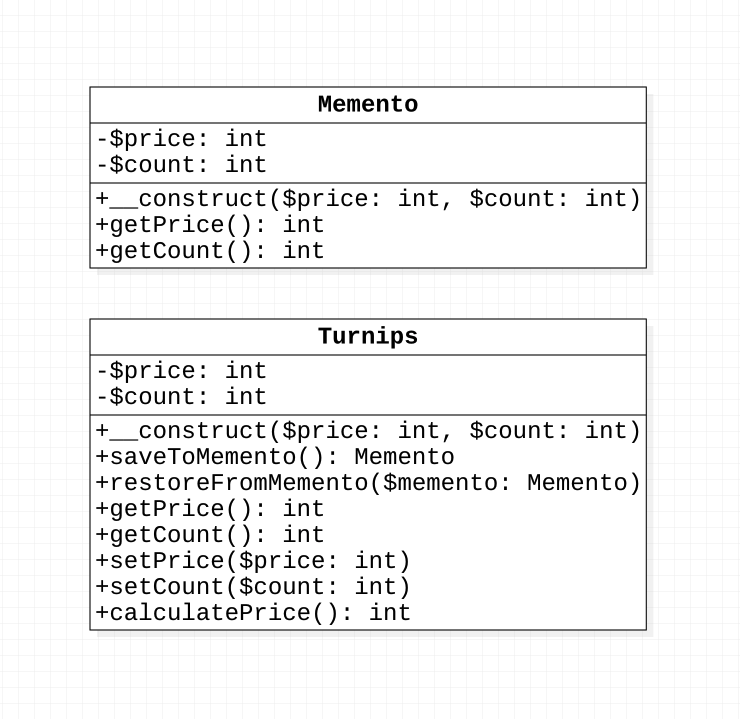 Memento
-$price: int
-$count: int
+__construct($price: int, $count: int)
+getPrice(): int
+getCount(): int
Turnips
-$price: int
-$count: int
+__construct($price: int, $count: int)
+saveToMemento(): Memento
+restoreFromMemento($memento: Memento)
+getPrice(): int
+getCount(): int
+setPrice($price: int)
+setCount($count: int)
+calculatePrice(): int